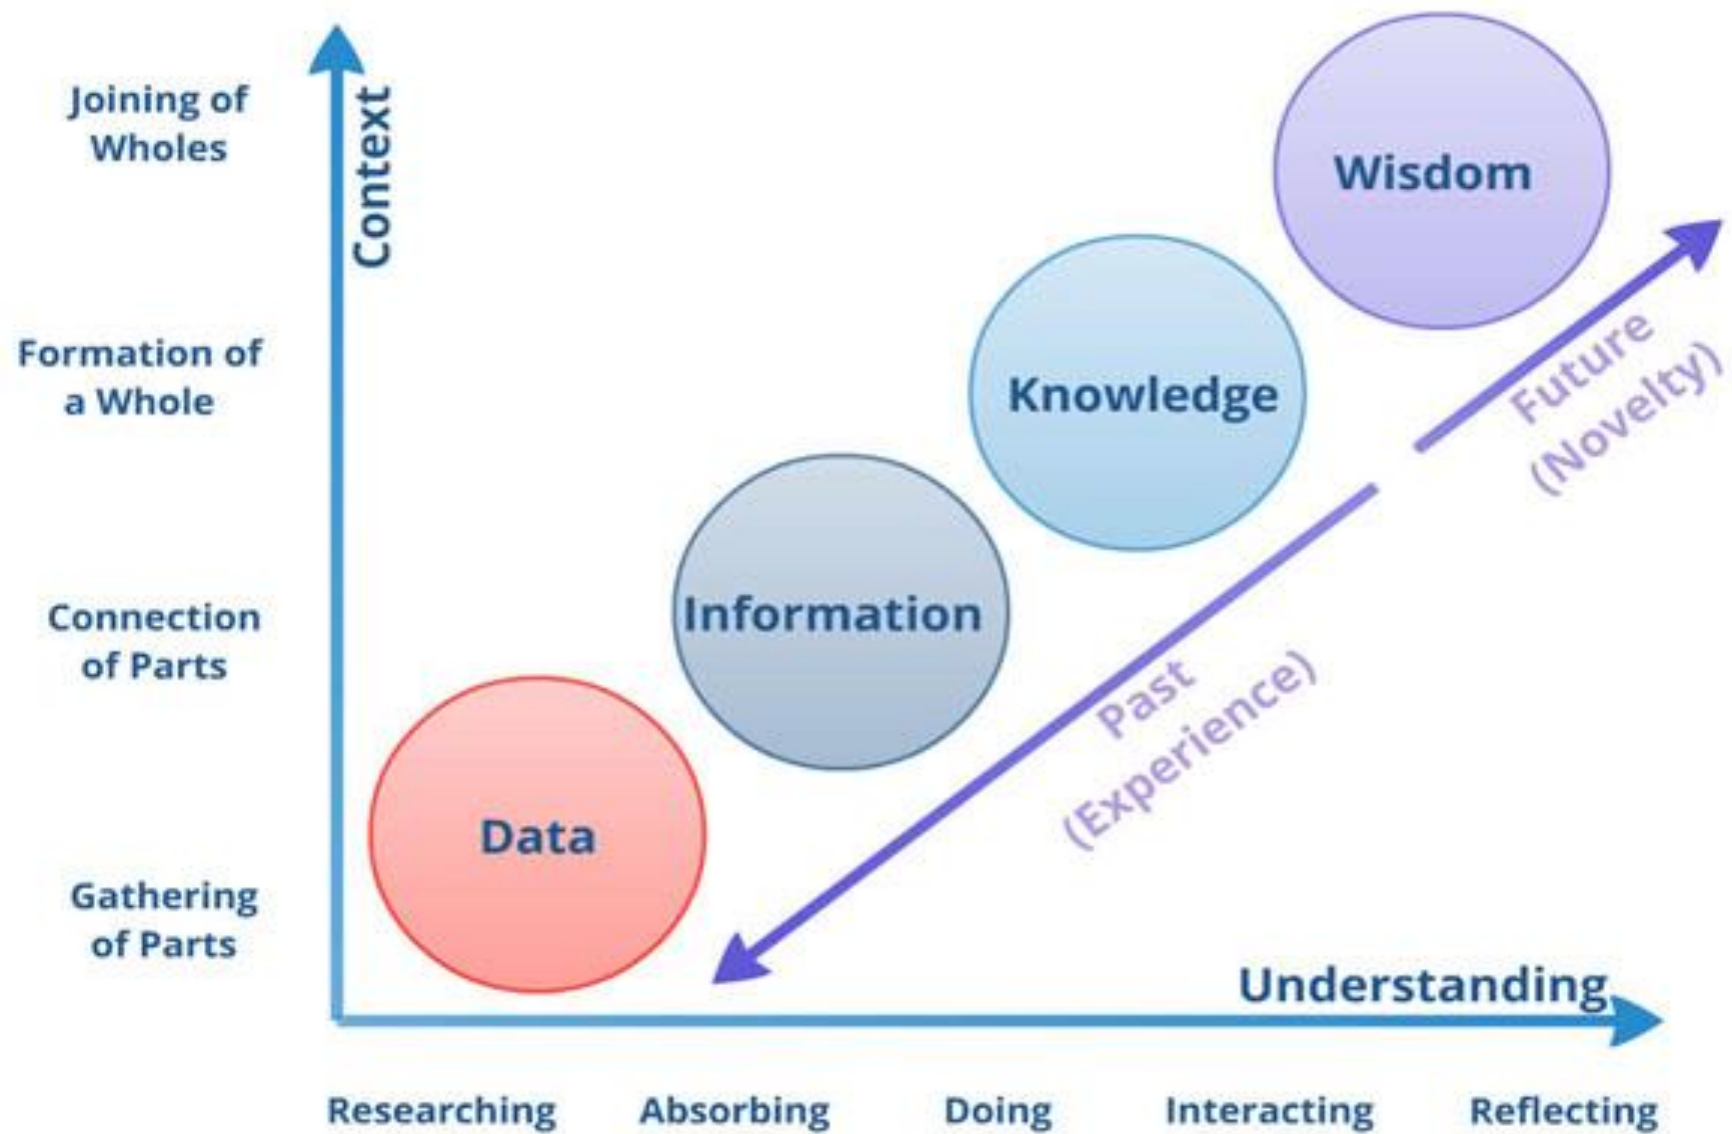 Joining of
Wholes
Context
Wisdom
Formation of
a Whole
Knowledge
Future
(Novelty)
Connection
of Parts
Information
Past
(Experience)
Data
Gathering
of Parts
Understanding
Researching Absorbing Doing Interacting Reflecting